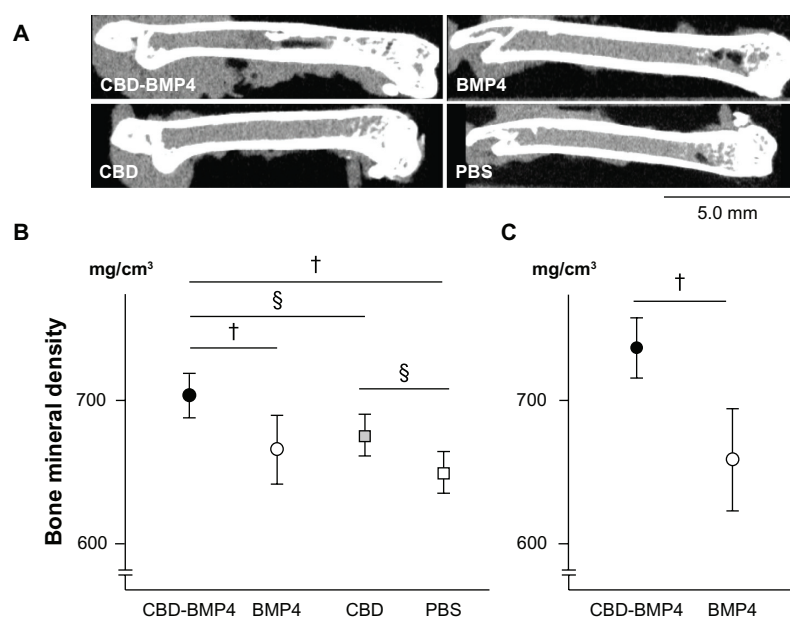 A
CBD-BMP4
BMP4
CBD
PBS
5.0 mm
B
C
mg/cm³
mg/cm³
†
§
†
§
†
Bone mineral density
700
600
700
600
CBD-BMP4 BMP4 CBD PBS
CBD-BMP4 BMP4